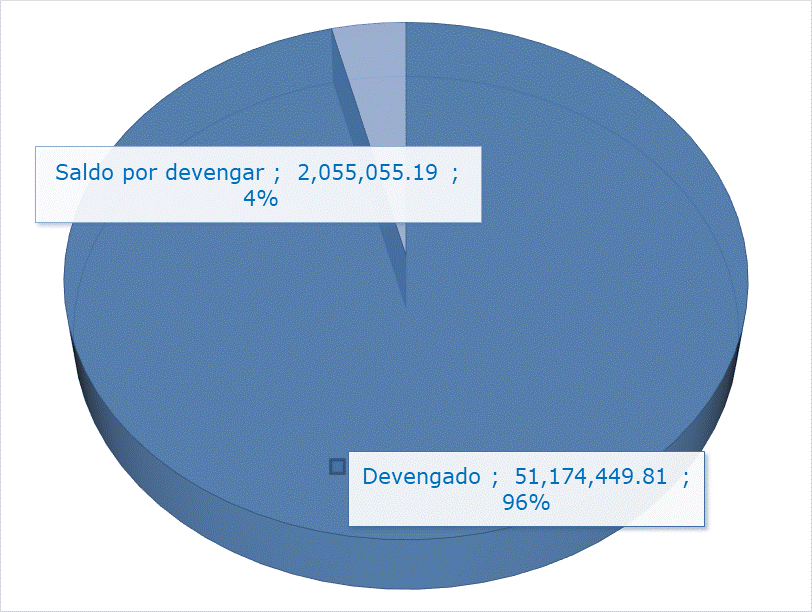 Saldo por devengar ; 2,055,055.19 ;
4%
Devengado ; 51,174,449.81 ;
96%